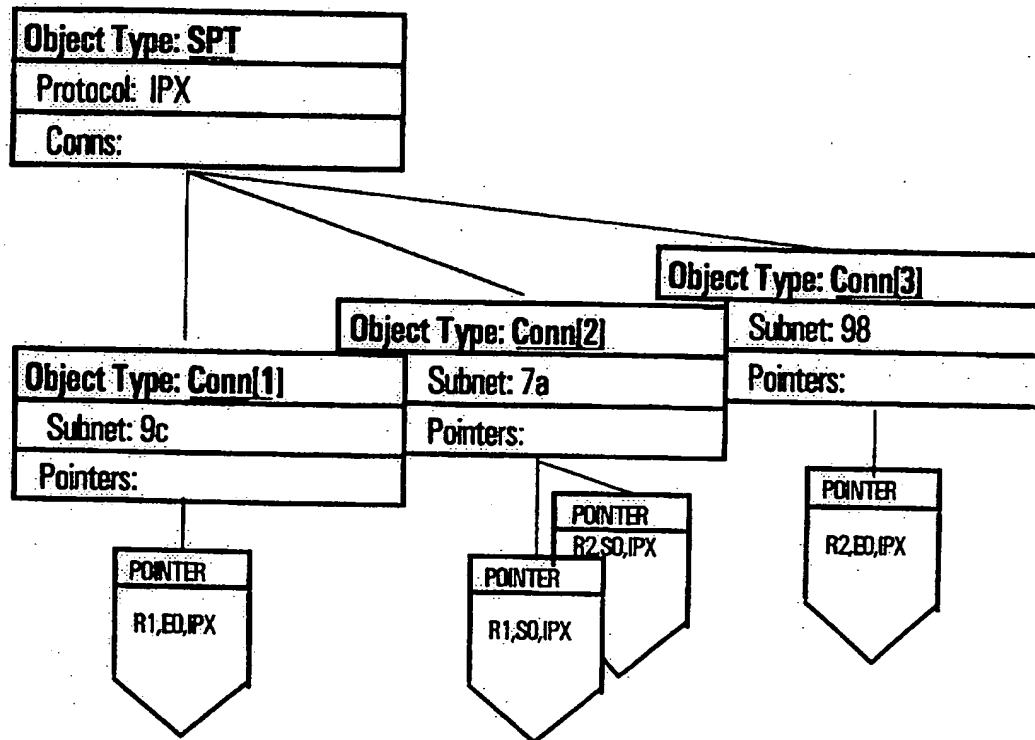 Object Type: SPT
Protocol: IPX
Conns:
Object Type: Conn[1]
Subnet: 9c
Pointers:
POINTER
R1,E0,IPX
Object Type: Conn[2]
Subnet: 7a
Pointers:
POINTER
R1,S0,IPX
POINTER
R2,S0,IPX
Object Type: Conn[3]
Subnet: 98
Pointers:
POINTER
R2,E0,IPX